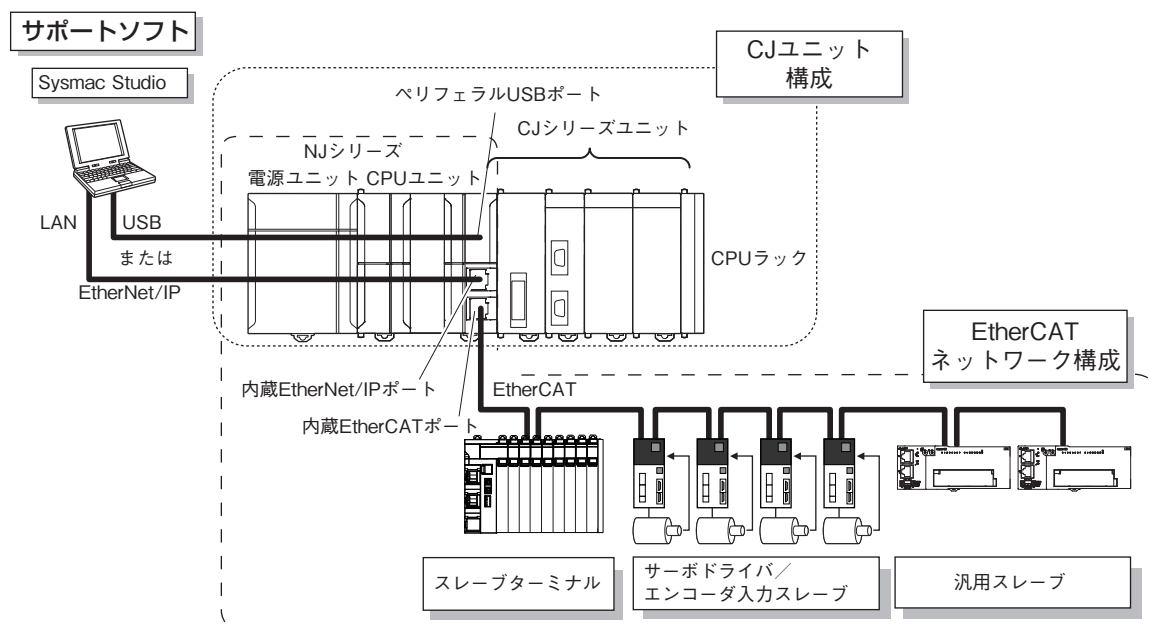 サポートソフト
Sysmac Studio
CJユニット
構成
ペリフェラルUSBポート
CJシリーズユニット
NJシリーズ
電源ユニット CPUユニット
LAN
USB
または
EtherNet/IP
CPUラック
EtherCAT
ネットワーク構成
内蔵EtherNet/IPポート
EtherCAT
内蔵EtherCATポート
スレーブターミナル
サーボドライバ／
エンコーダ入力スレーブ
汎用スレーブ